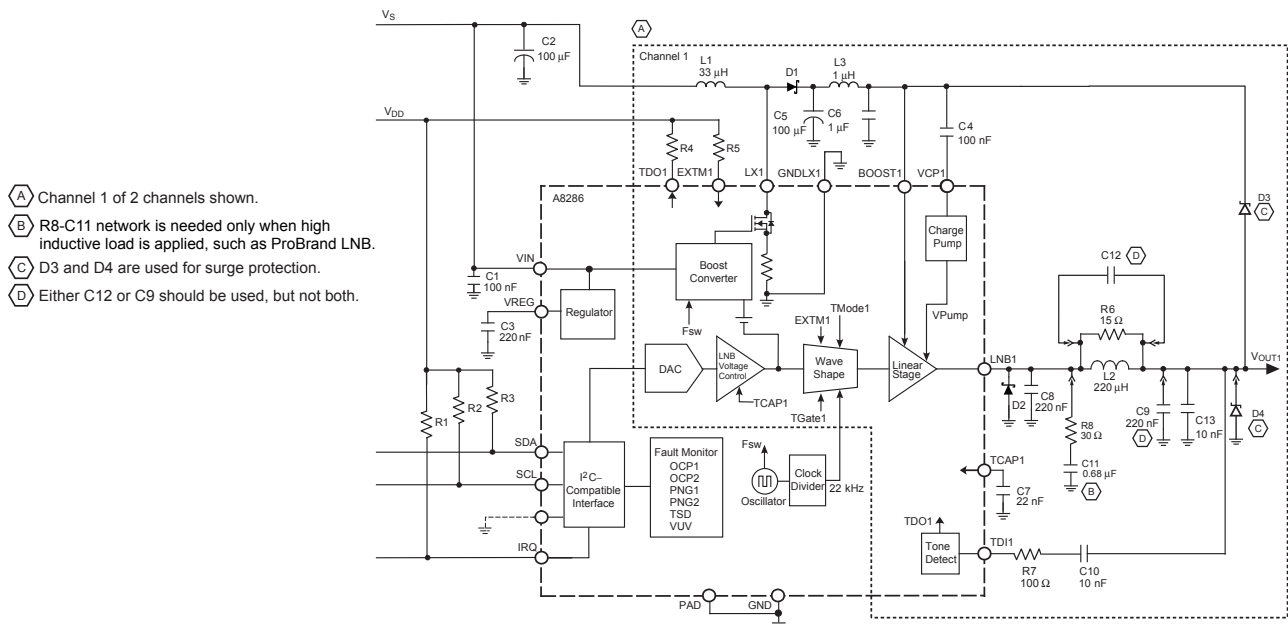 VS
C2
100 µF
A
Channel 1
L1
33 µH
D1
L3
1 µH
C5
100 µF
C6
1 µF
C4
100 nF
VDD
R4
R5
TDO1
EXTM1
LX1
GNDLX1
BOOST1
VCP1
A8286
D3
C
A Channel 1 of 2 channels shown.
B R8-C11 network is needed only when high
inductive load is applied, such as ProBrand LNB.
C D3 and D4 are used for surge protection.
D Either C12 or C9 should be used, but not both.
Charge
Pump
VIN
C1
100 nF
VREG
C3
220 nF
Regulator
Boost
Converter
Fsw
TMode1
EXTM1
VPump
C12 D
R6
15 Ω
L2
220 µH
DAC
LNB
Voltage
Control
TCAP1
Wave
Shape
TGate1
Linear
Stage
LNB1
VOUT1
D2
C8
220 nF
R8
30 Ω
C11
0.68 µF
B
C9
220 nF
D
C13
10 nF
D4
C
R1
R2
R3
SDA
SCL
IRQ
I2C–
Compatible
Interface
Fault Monitor
OCP1
OCP2
PNG1
PNG2
TSD
VUV
Fsw
Oscillator
Clock
Divider
22 kHz
TCAP1
C7
22 nF
TDO1
Tone
Detect
TDI1
R7
100 Ω
C10
10 nF
PAD
GND